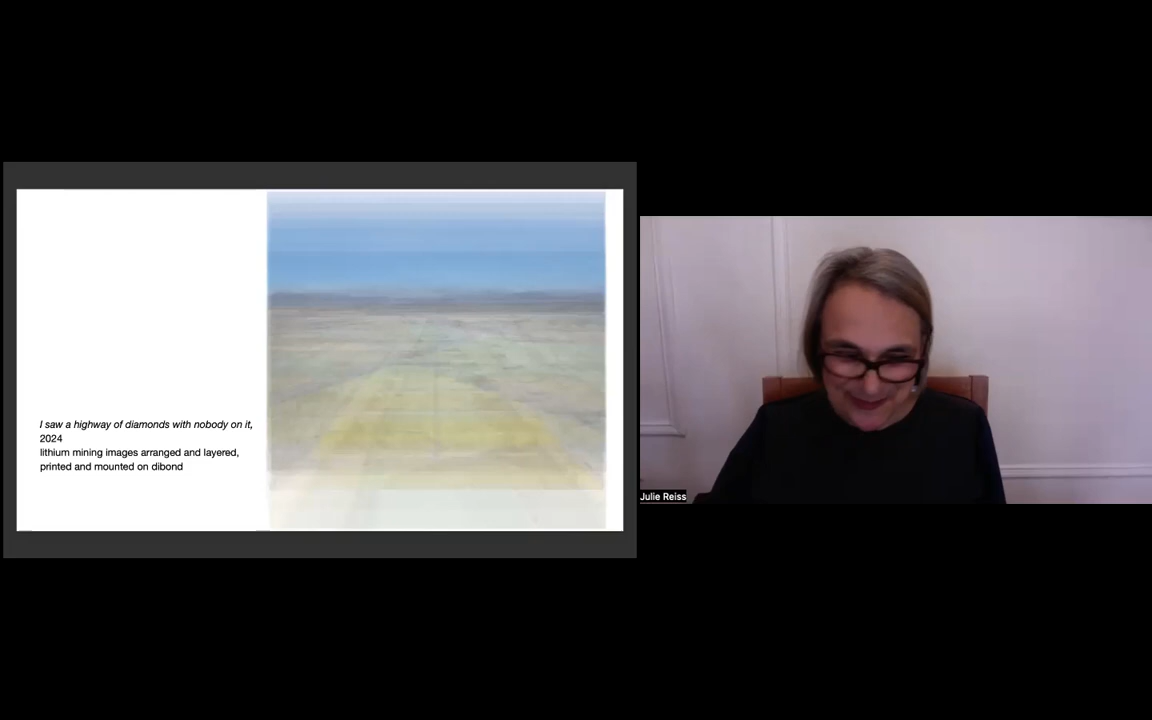 I saw a highway of diamonds with nobody on it,
2024
lithium mining images arranged and layered,
printed and mounted on dibond
Julie Reiss